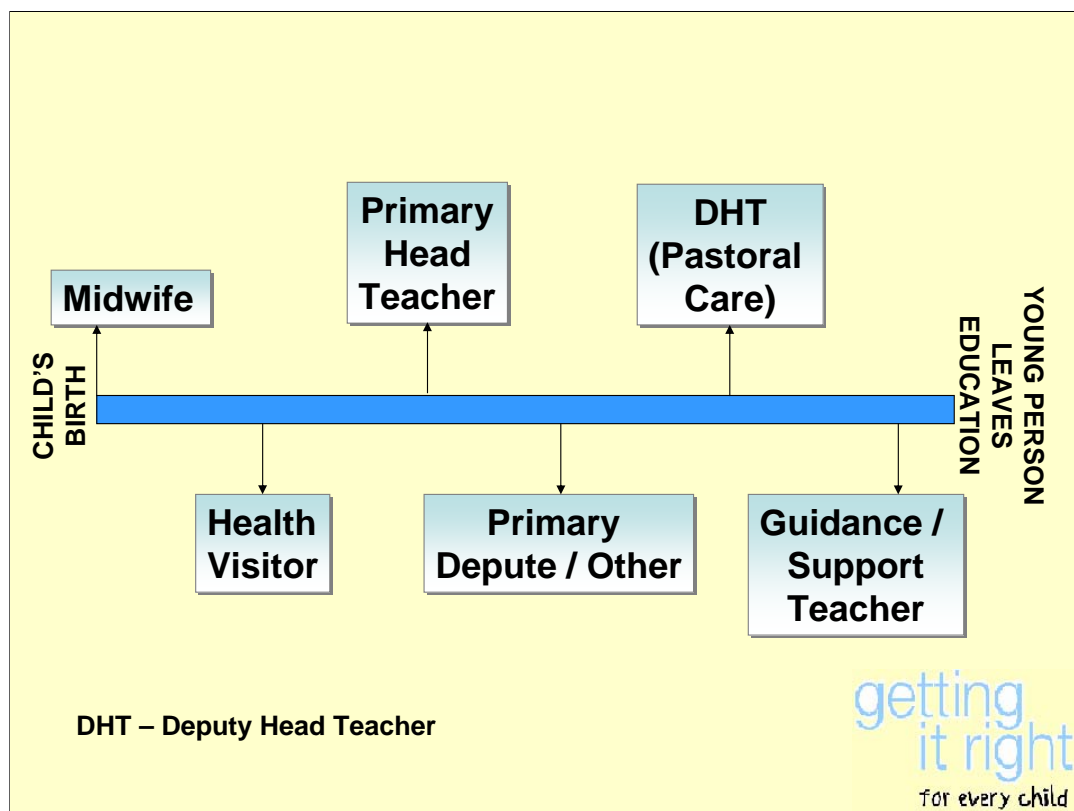 Primary
Head
Teacher
DHT
(Pastoral
Care)
Midwife
CHILD'S
BIRTH
YOUNG PERSON
LEAVES
EDUCATION
Health
Visitor
Primary
Depute / Other
Guidance /
Support
Teacher
DHT – Deputy Head Teacher
getting
it right
for every child